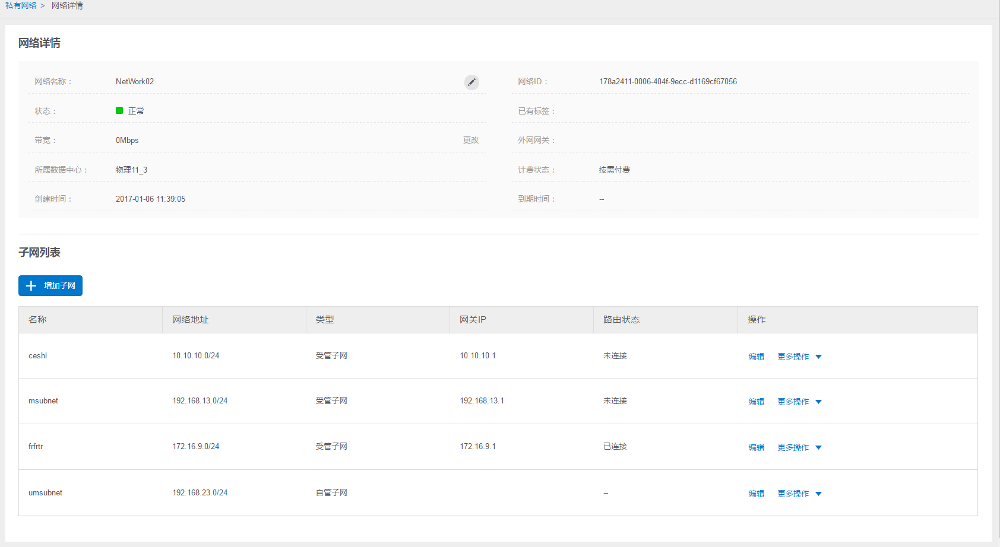 私有网络 > 网络详情
网络详情
网络名称： NetWork02 网络ID： 178a2411-0006-404f-9ecc-d1169cf67056
状态： 正常 已有标签：
带宽： 0Mbps 更改 外网网关：
所属数据中心： 物理11_3 计费状态： 按需付费
创建时间： 2017-01-06 11:39:05 到期时间： --
子网列表
增加子网
名称 网络地址 类型 网关IP 路由状态 操作
ceshi 10.10.10.0/24 受管子网 10.10.10.1 未连接 编辑 更多操作
msubnet 192.168.13.0/24 受管子网 192.168.13.1 未连接 编辑 更多操作
frfrtr 172.16.9.0/24 受管子网 172.16.9.1 已连接 编辑 更多操作
umsubnet 192.168.23.0/24 自管子网 -- 编辑 更多操作